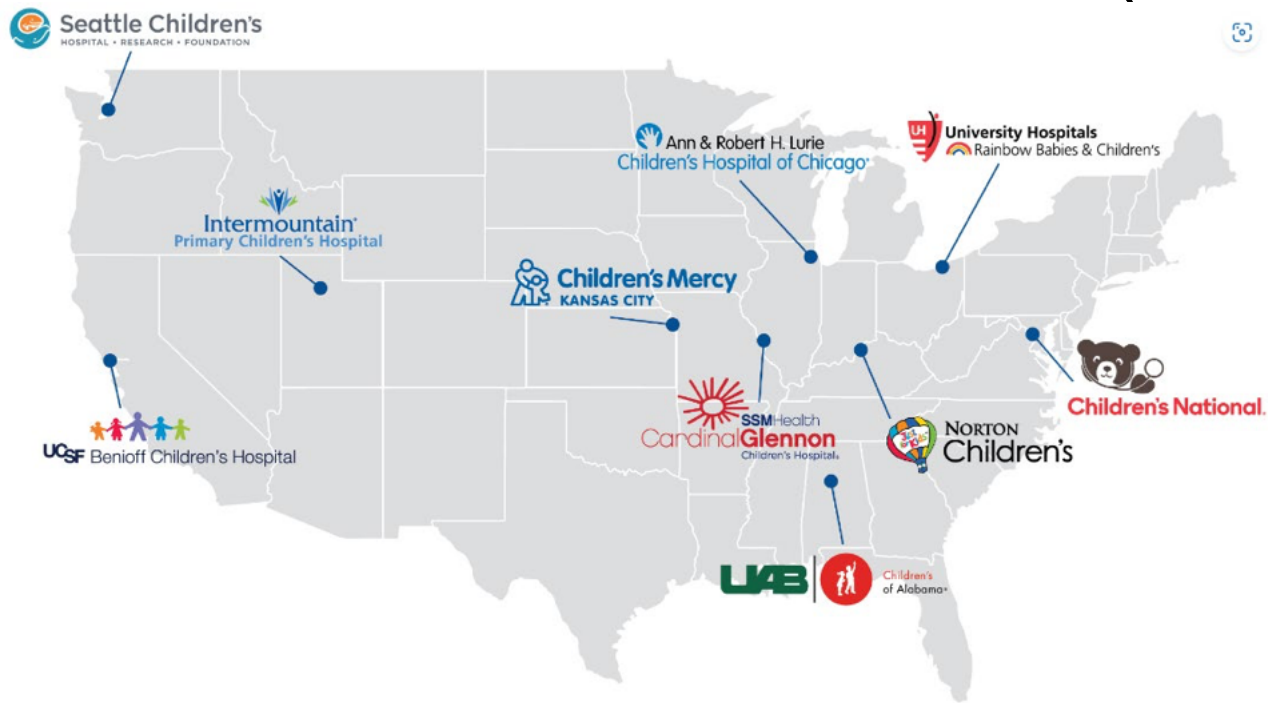 Seattle Children's
HOSPITAL • RESEARCH • FOUNDATION
Ann & Robert H. Lurie
Children's Hospital of Chicago
UH
University Hospitals
Rainbow Babies & Children's
Intermountain
Primary Children's Hospital
Children's Mercy
KANSAS CITY
Children's National
SSMHealth
CardinalGlennon
Children's Hospital
NORTON
Children's
UCSF Benioff Children's Hospital
UAB
Children's
of Alabama